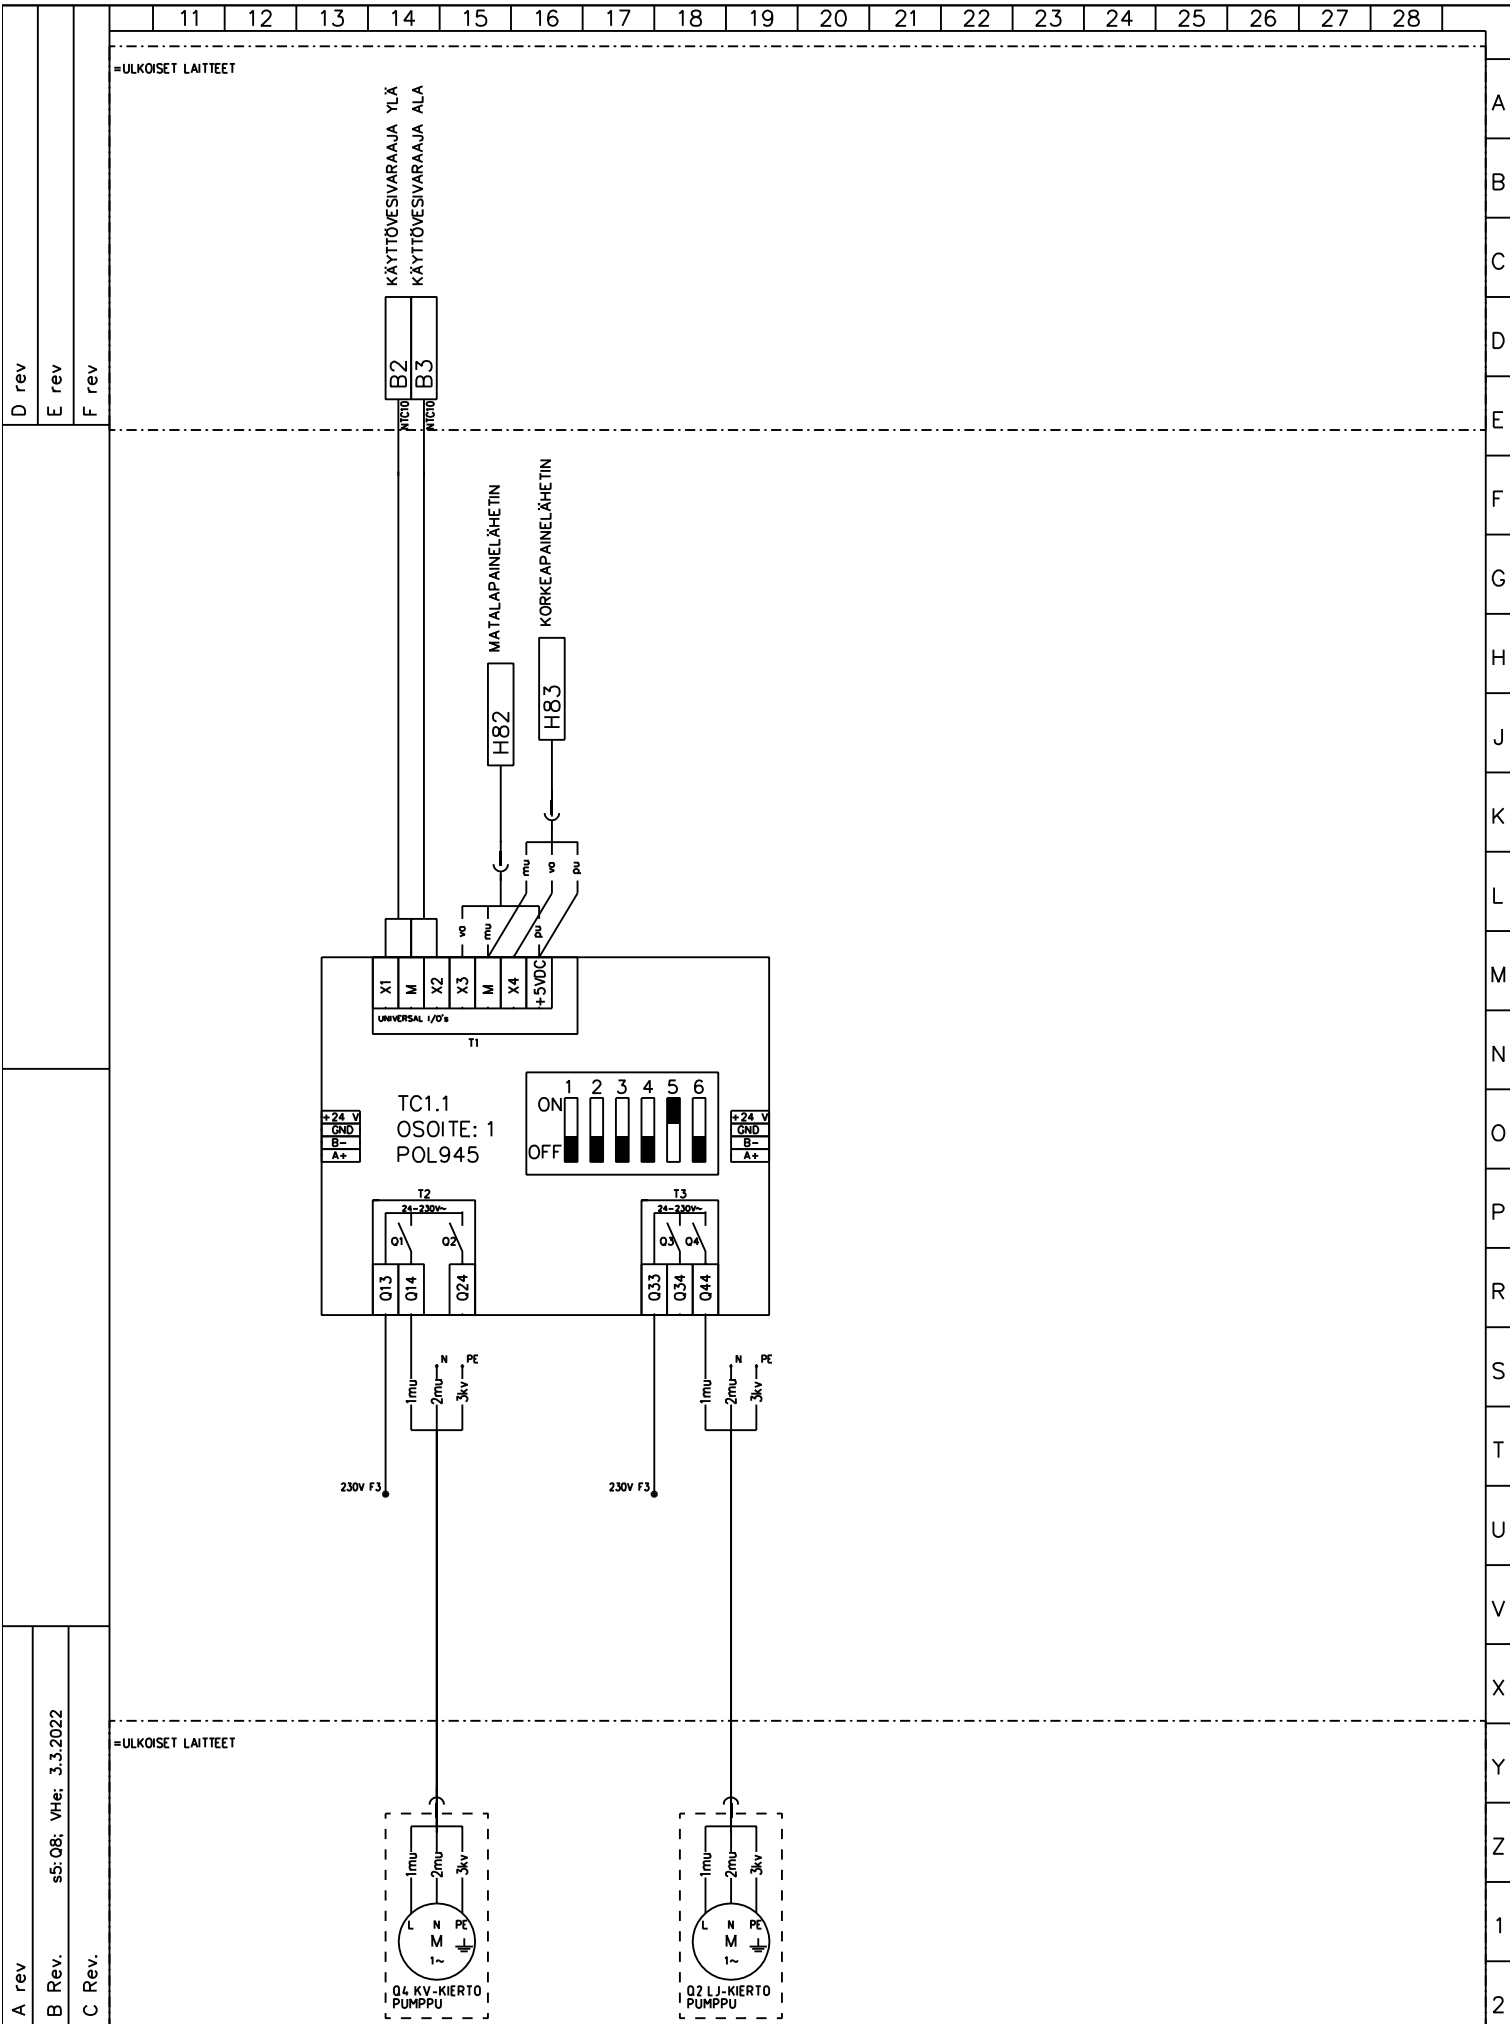 11 12 13 14 15 16 17 18 19 20 21 22 23 24 25 26 27 28
=ULKOISET LAITTEET
A
B
C
D
E
F
G
H
J
K
L
M
N
O
P
R
S
T
U
V
X
Y
Z
1
2
D rev
E rev
F rev
KÄYTTÖVESIVARAAJA YLÄ
KÄYTTÖVESIVARAAJA ALA
B2
B3
NTC10
NTC10
MATALAPAINELÄHETIN
KORKEAPAINELÄHETIN
H82
H83
mu
va
pu
va
mu
pu
X1
M
X2
X3
M
X4
+5VDC
UNIVERSAL I/O's
T1
TC1.1
OSOITE: 1
POL945
1 2 3 4 5 6
ON
OFF
+24 V
GND
B-
A+
+24 V
GND
B-
A+
T2
24-230V~
Q1
Q2
Q13
Q14
Q24
T3
24-230V~
Q3
Q4
Q33
Q34
Q44
N
PE
1mu
2mu
3kv
230V F3
N
PE
1mu
2mu
3kv
230V F3
=ULKOISET LAITTEET
1mu
2mu
3kv
L N PE
M
1~
Q4 KV-KIERTO
PUMPPU
1mu
2mu
3kv
L N PE
M
1~
Q2 LJ-KIERTO
PUMPPU
A rev
B Rev. s5:Q8; VHe; 3.3.2022
C Rev.